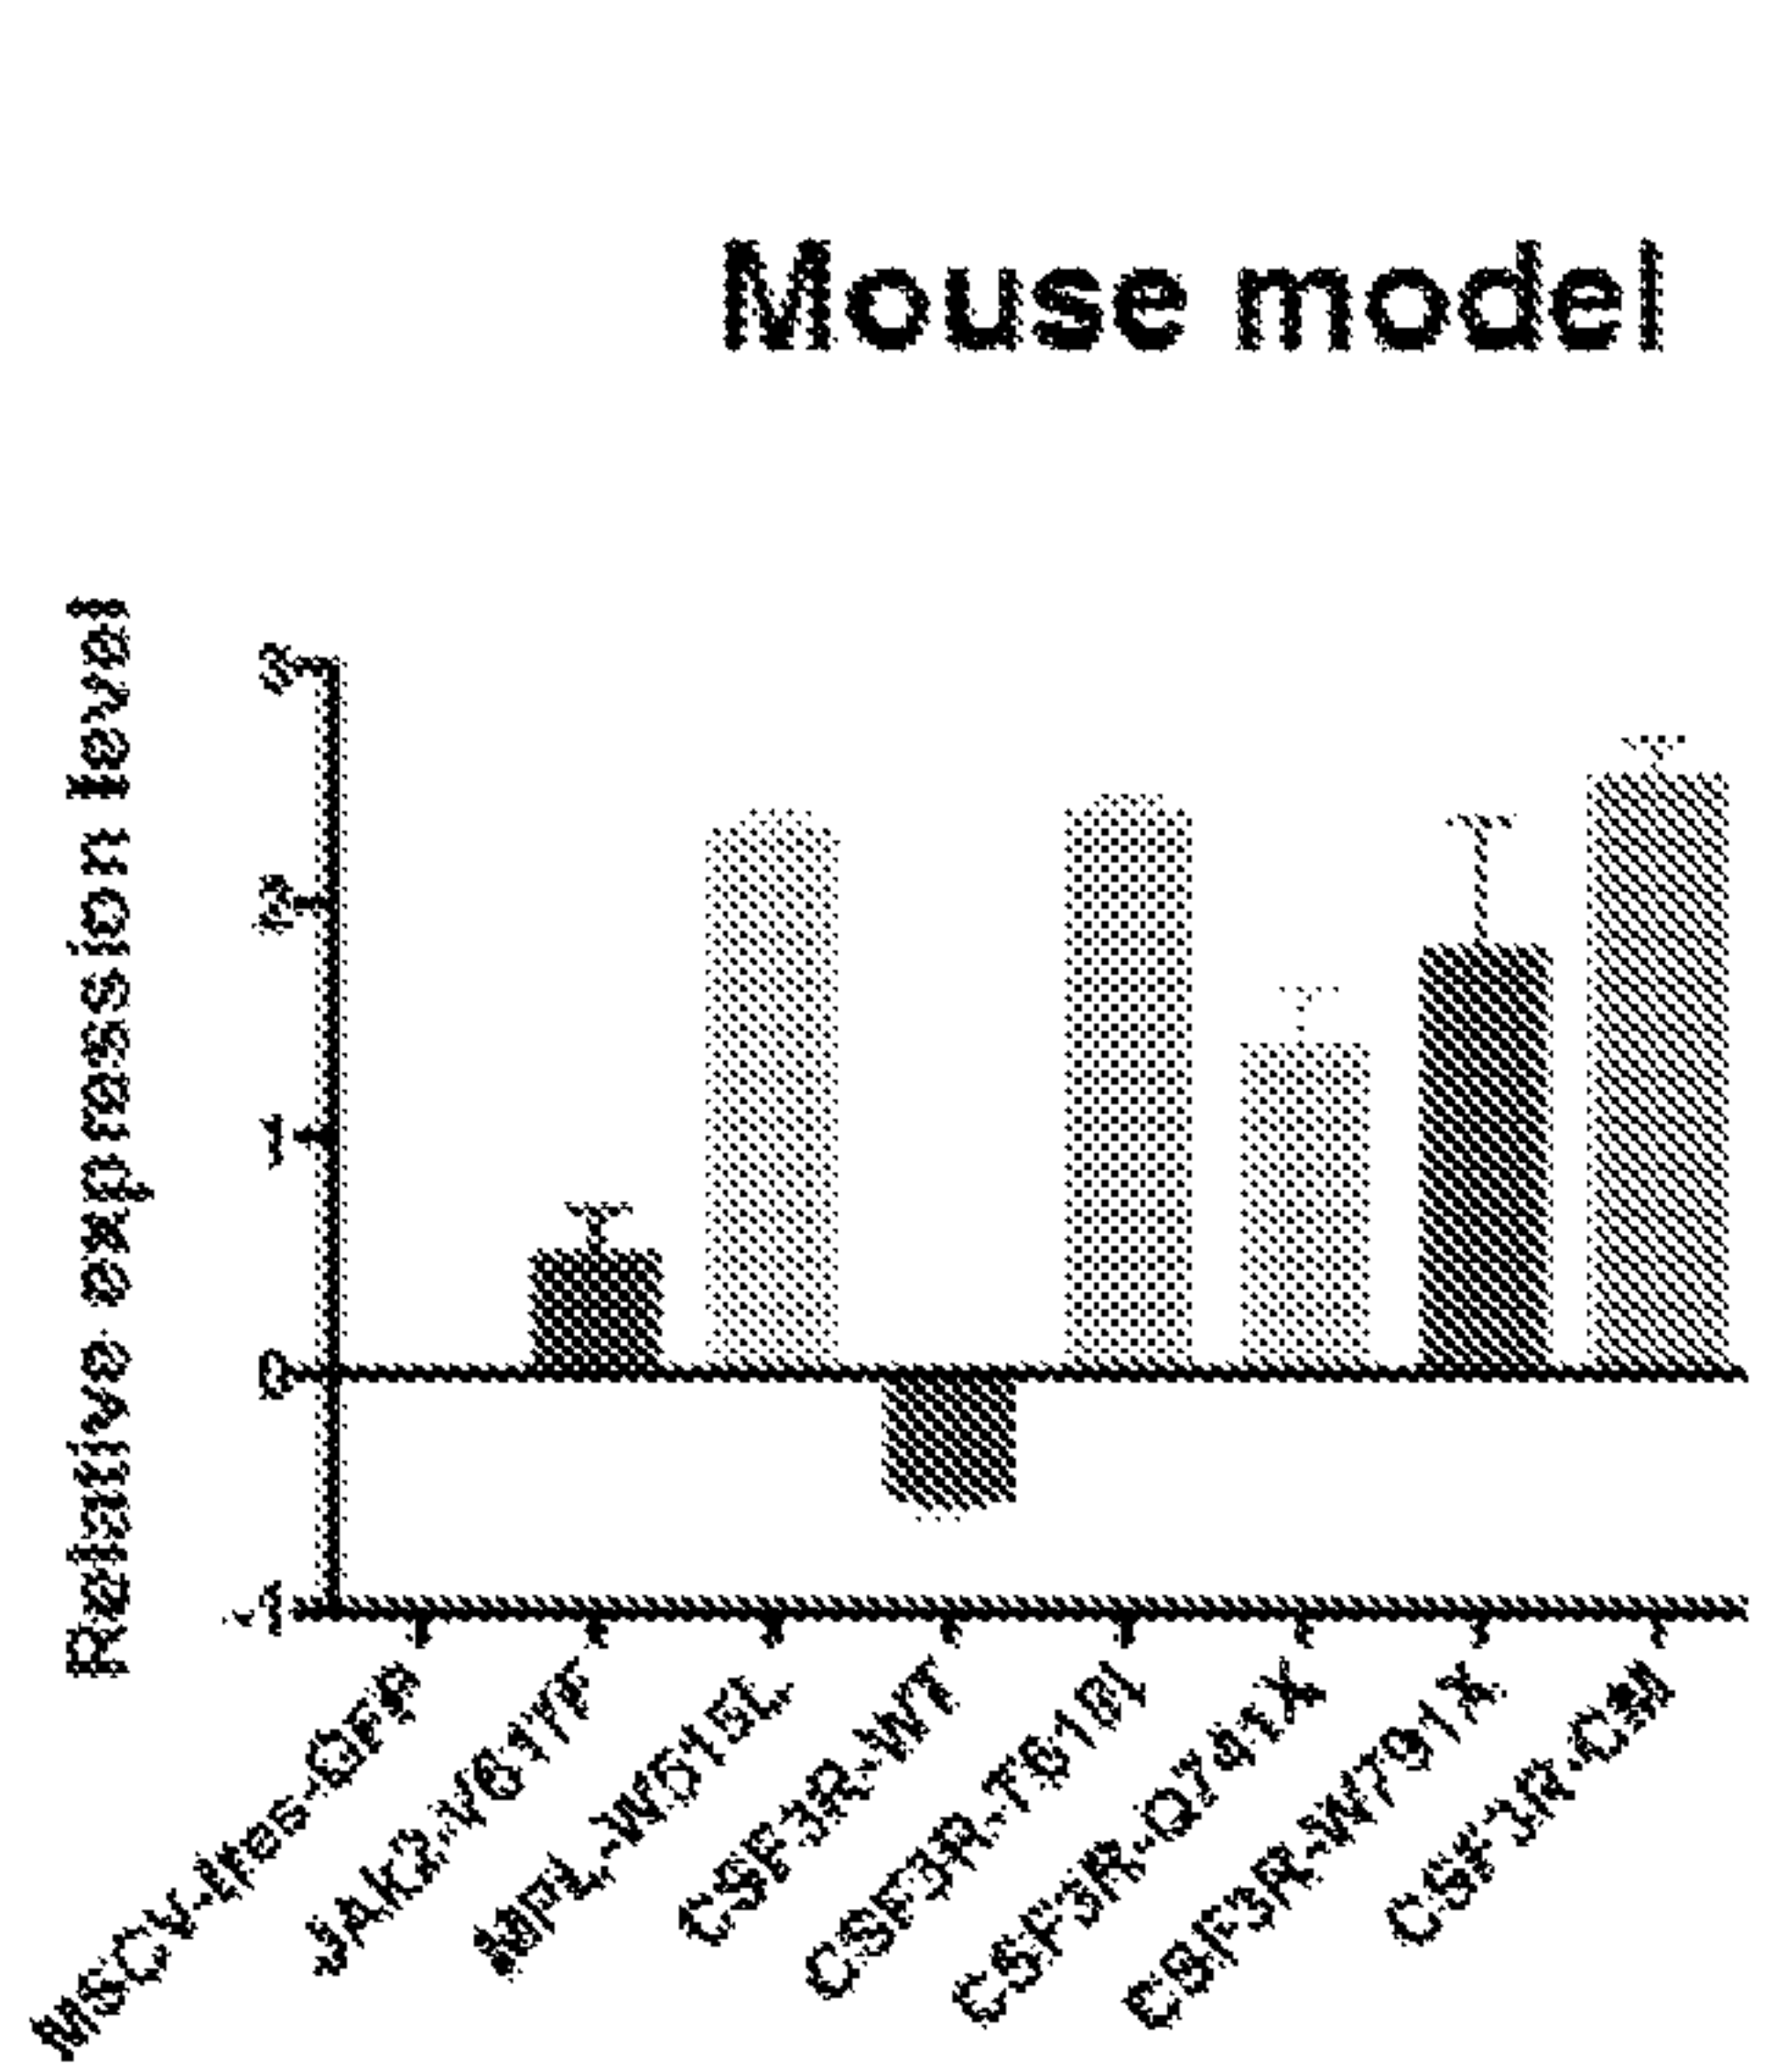 Mouse model
Relative expression level
3
2
1
0
-1
MSCV-Ires-GFP
JAK2-V617F
MPL-W515L
CSF3R-WT
CSF3R-T618I
CSF3R-Q741X
CSF3R-W791X
CSF3R-CM